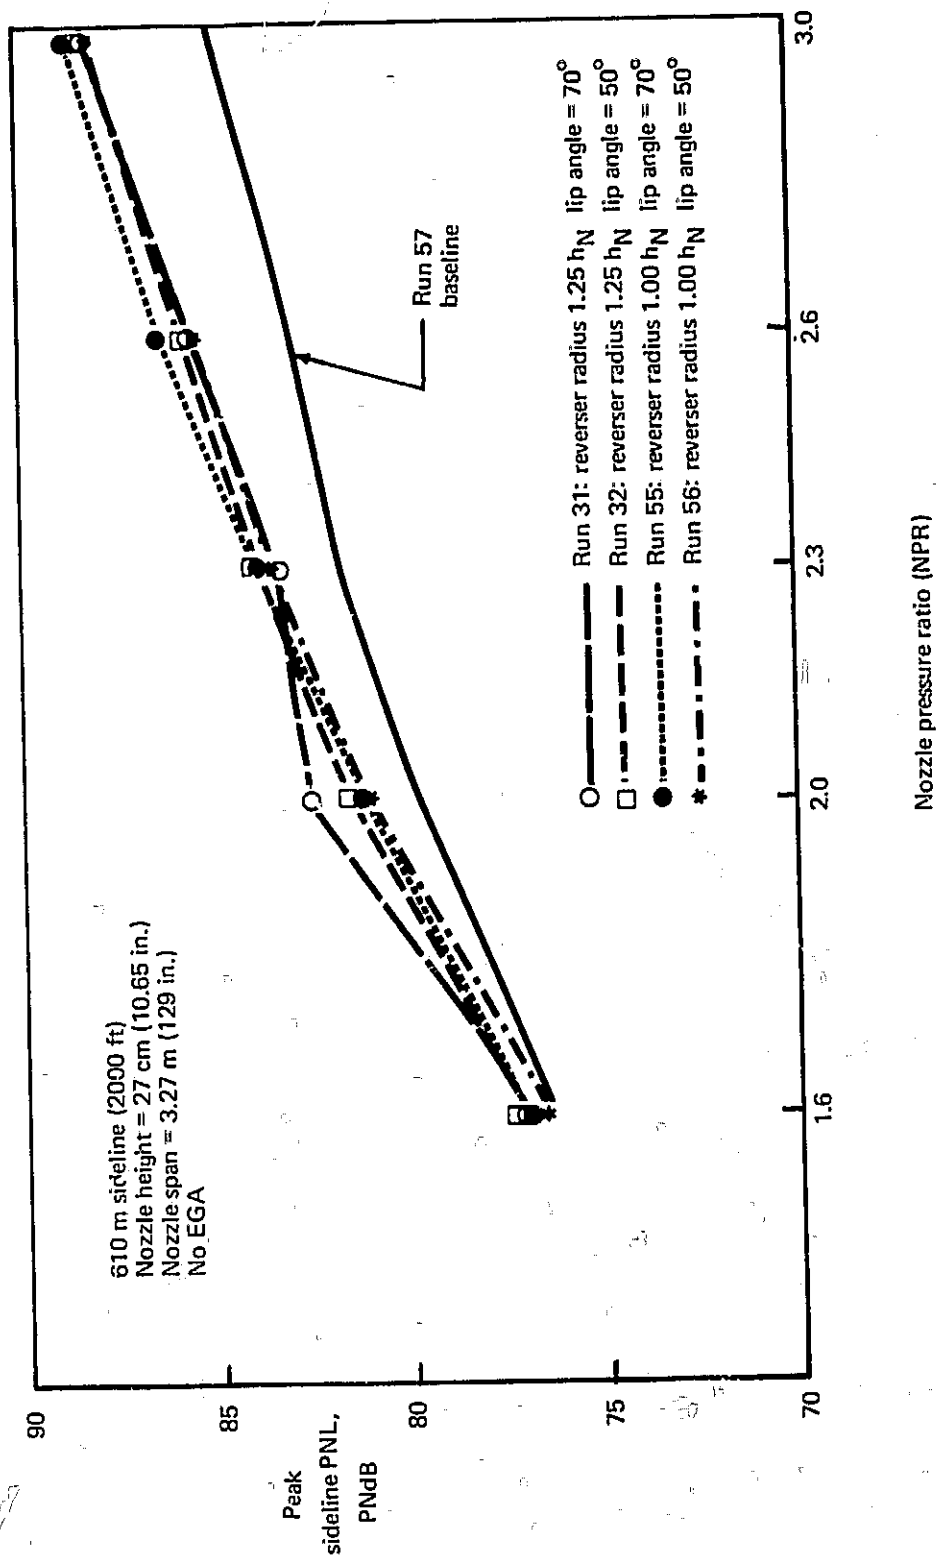 610 m sideline (2000 ft)
Nozzle height = 27 cm (10.65 in.)
Nozzle span = 3.27 m (129 in.)
No EGA
90
85
80
75
70
Peak
sideline PNL,
PNdB
Run 57
baseline
Run 31: reverser radius 1.25 hN lip angle = 70°
Run 32: reverser radius 1.25 hN lip angle = 50°
Run 55: reverser radius 1.00 hN lip angle = 70°
Run 56: reverser radius 1.00 hN lip angle = 50°
1.6
2.0
2.3
2.6
3.0
Nozzle pressure ratio (NPR)